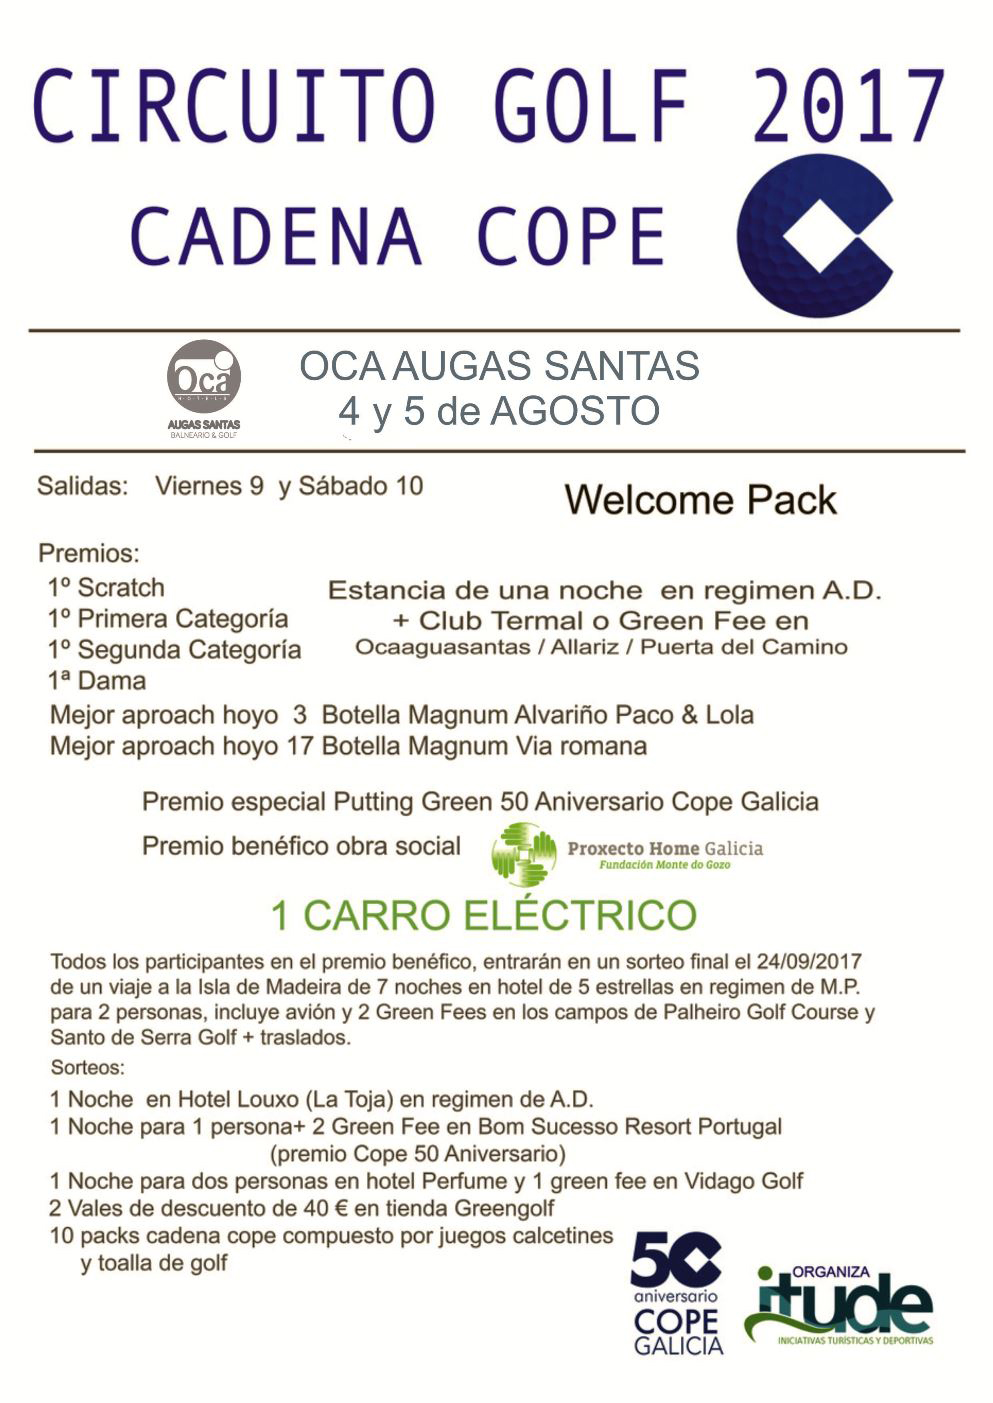 CIRCUITO GOLF 2017
CADENA COPE
Oca
HOTELS
AUGAS SANTAS
BALNEARIO & GOLF
OCA AUGAS SANTAS
4 y 5 de AGOSTO
Salidas: Viernes 9 y Sábado 10
Welcome Pack
Premios:
1º Scratch
1º Primera Categoría
1º Segunda Categoría
1ª Dama
Estancia de una noche en regimen A.D.
+ Club Termal o Green Fee en
Ocaaguasantas / Allariz / Puerta del Camino
Mejor aproach hoyo 3 Botella Magnum Alvariño Paco & Lola
Mejor aproach hoyo 17 Botella Magnum Via romana
Premio especial Putting Green 50 Aniversario Cope Galicia
Premio benéfico obra social
Proxecto Home Galicia
Fundación Monte do Gozo
1 CARRO ELÉCTRICO
Todos los participantes en el premio benéfico, entrarán en un sorteo final el 24/09/2017
de un viaje a la Isla de Madeira de 7 noches en hotel de 5 estrellas en regimen de M.P.
para 2 personas, incluye avión y 2 Green Fees en los campos de Palheiro Golf Course y
Santo de Serra Golf + traslados.
Sorteos:
1 Noche en Hotel Louxo (La Toja) en regimen de A.D.
1 Noche para 1 persona+ 2 Green Fee en Bom Sucesso Resort Portugal
(premio Cope 50 Aniversario)
1 Noche para dos personas en hotel Perfume y 1 green fee en Vidago Golf
2 Vales de descuento de 40 € en tienda Greengolf
10 packs cadena cope compuesto por juegos calcetines
y toalla de golf
50
aniversario
COPE
GALICIA
ORGANIZA
itude
INICIATIVAS TURÍSTICAS Y DEPORTIVAS